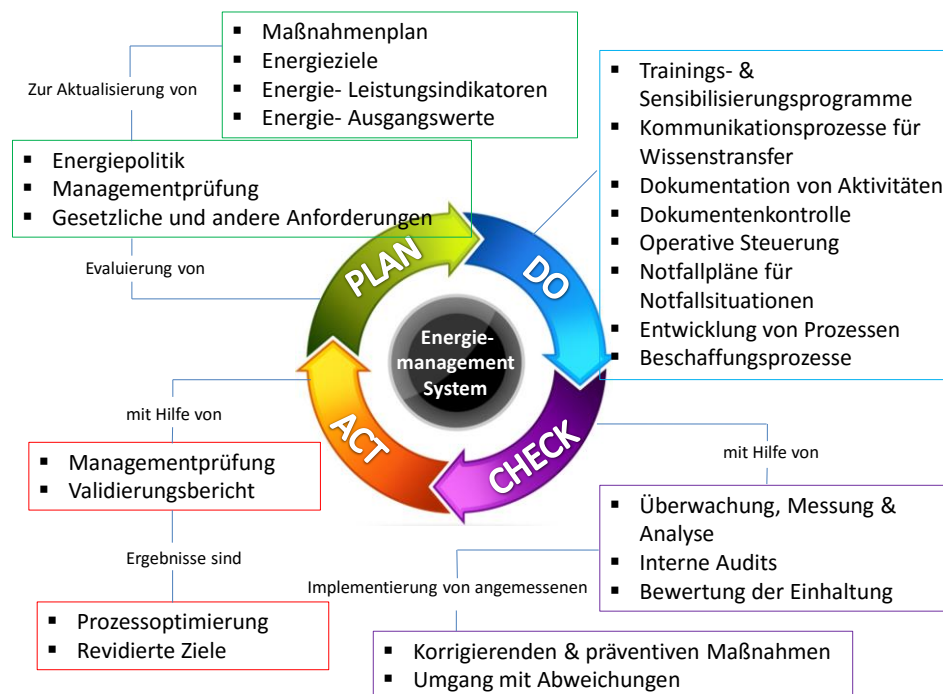 ▪ Maßnahmenplan
▪ Energieziele
▪ Energie- Leistungsindikatoren
▪ Energie- Ausgangswerte
Zur Aktualisierung von
▪ Energiepolitik
▪ Managementprüfung
▪ Gesetzliche und andere Anforderungen
Evaluierung von
PLAN
▪ Trainings- &
Sensibilisierungsprogramme
▪ Kommunikationsprozesse für
Wissenstransfer
▪ Dokumentation von Aktivitäten
▪ Dokumentenkontrolle
▪ Operative Steuerung
▪ Notfallpläne für
Notfallsituationen
▪ Entwicklung von Prozessen
▪ Beschaffungsprozesse
DO
Energie-
management
System
CHECK
mit Hilfe von
▪ Überwachung, Messung &
Analyse
▪ Interne Audits
▪ Bewertung der Einhaltung
Implementierung von angemessenen
▪ Korrigierenden & präventiven Maßnahmen
▪ Umgang mit Abweichungen
ACT
mit Hilfe von
▪ Managementprüfung
▪ Validierungsbericht
Ergebnisse sind
▪ Prozessoptimierung
▪ Revidierte Ziele